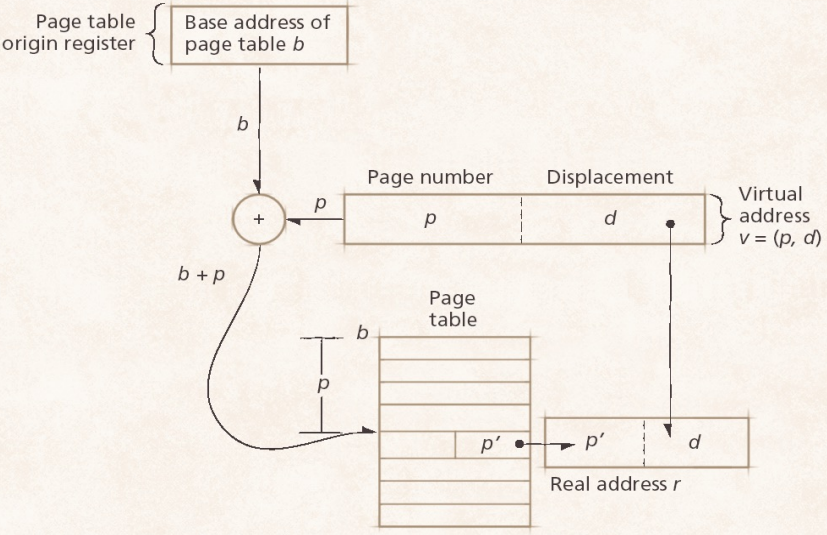 Page table
origin register
Base address of
page table b
b
Page number
Displacement
p
+
p
d
Virtual
address
v = (p, d)
b + p
Page
table
b
p
p′
p′
d
Real address r